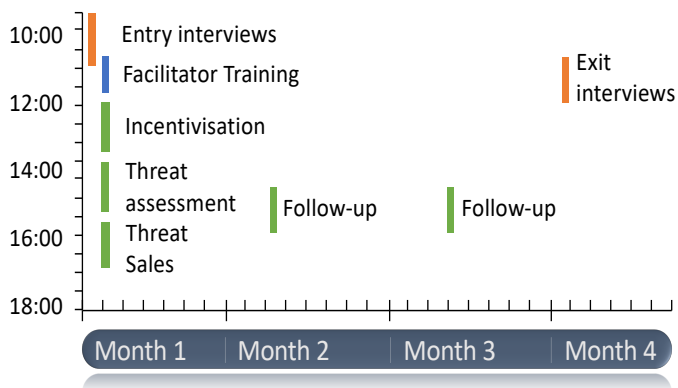 10:00
Entry interviews
Facilitator Training
Exit
interviews
12:00
Incentivisation
14:00
Threat
assessment
Follow-up
Follow-up
16:00
Threat
Sales
18:00
Month 1
Month 2
Month 3
Month 4